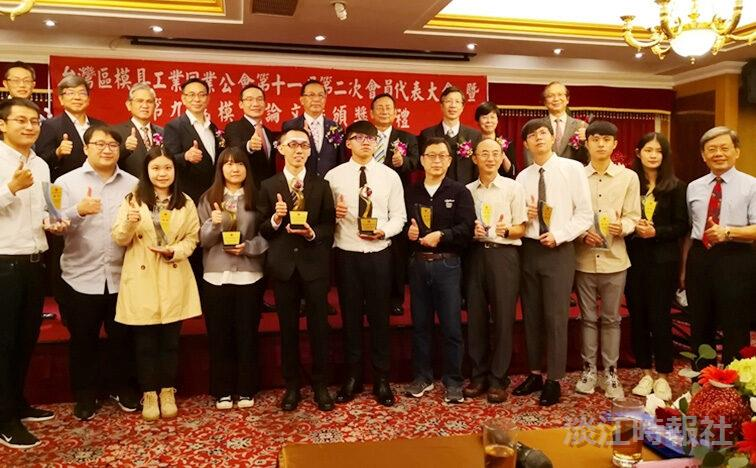 台灣區模具工業同業公會第十一 第二次會員代表大會暨
第九 模 論文 頒獎 禮
淡江時報社